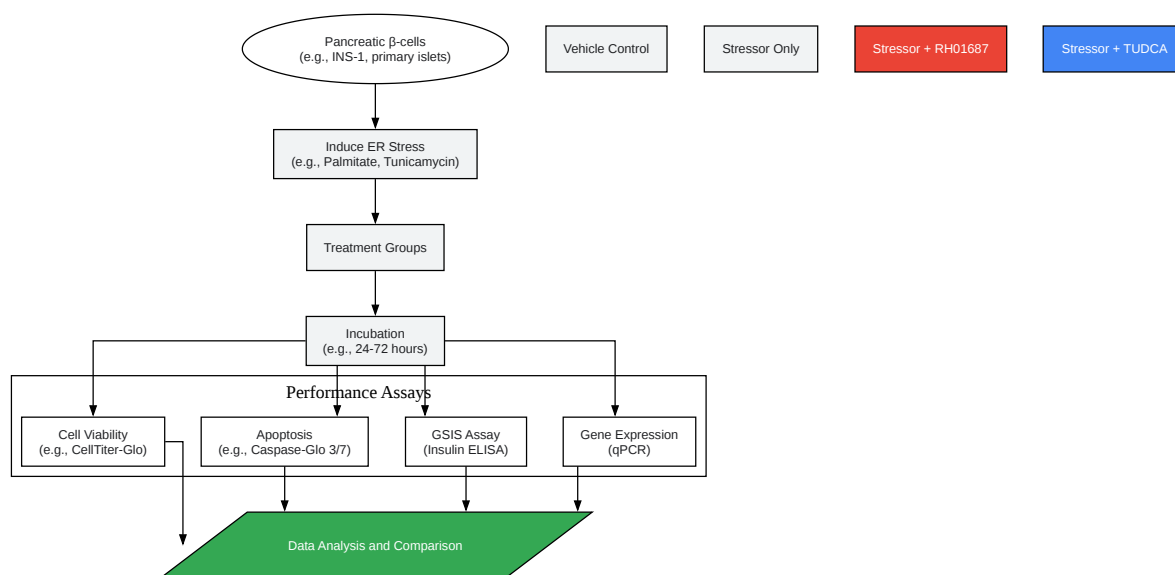 Pancreatic β-cells
(e.g., INS-1, primary islets)
Vehicle Control
Stressor Only
Stressor + RH01687
Stressor + TUDCA
Induce ER Stress
(e.g., Palmitate, Tunicamycin)
Treatment Groups
Incubation
(e.g., 24-72 hours)
Performance Assays
Cell Viability
(e.g., CellTiter-Glo)
Apoptosis
(e.g., Caspase-Glo 3/7)
GSIS Assay
(Insulin ELISA)
Gene Expression
(qPCR)
Data Analysis and Comparison